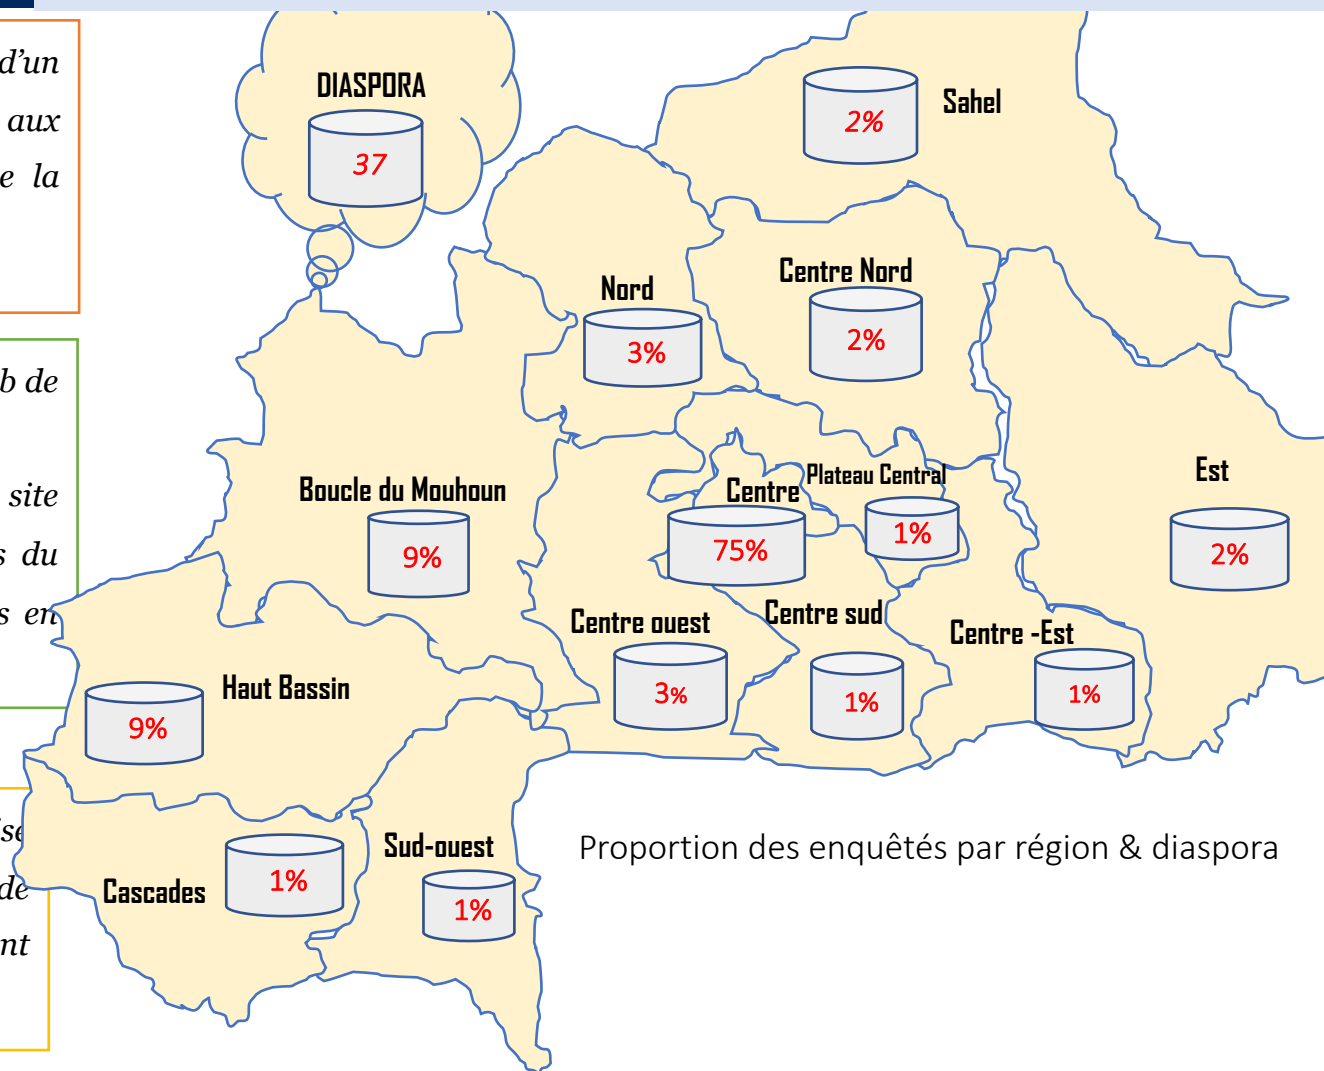 d’un
aux
e la
b de
site
s du
s en
ise
de
nt
DIASPORA
37
Sahel
2%
Nord
3%
Centre Nord
2%
Boucle du Mouhoun
9%
Centre
75%
Plateau Central
1%
Est
2%
Centre ouest
3%
Centre sud
1%
Centre -Est
1%
Haut Bassin
9%
Cascades
1%
Sud-ouest
1%
Proportion des enquêtés par région & diaspora